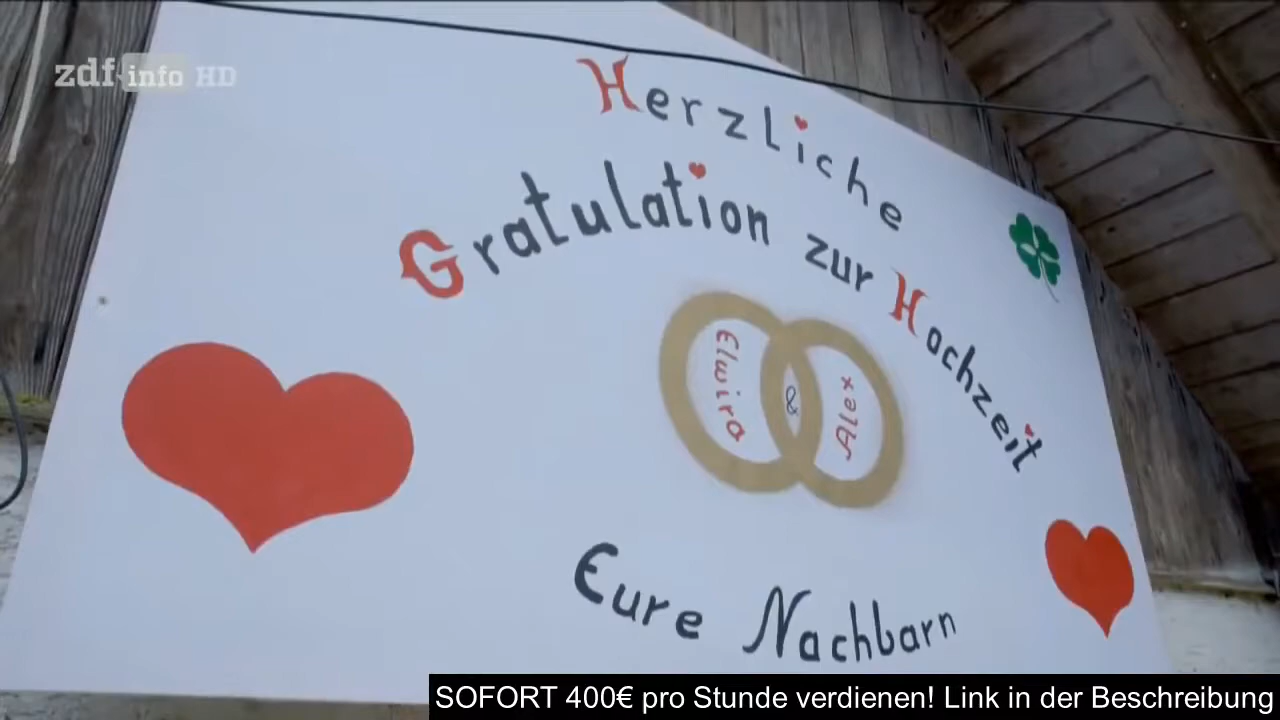 zdf info HD
Herzliche
Gratulation zur Hochzeit
Elwira
&
Alex
Eure Nachbarn
SOFORT 400€ pro Stunde verdienen! Link in der Beschreibung